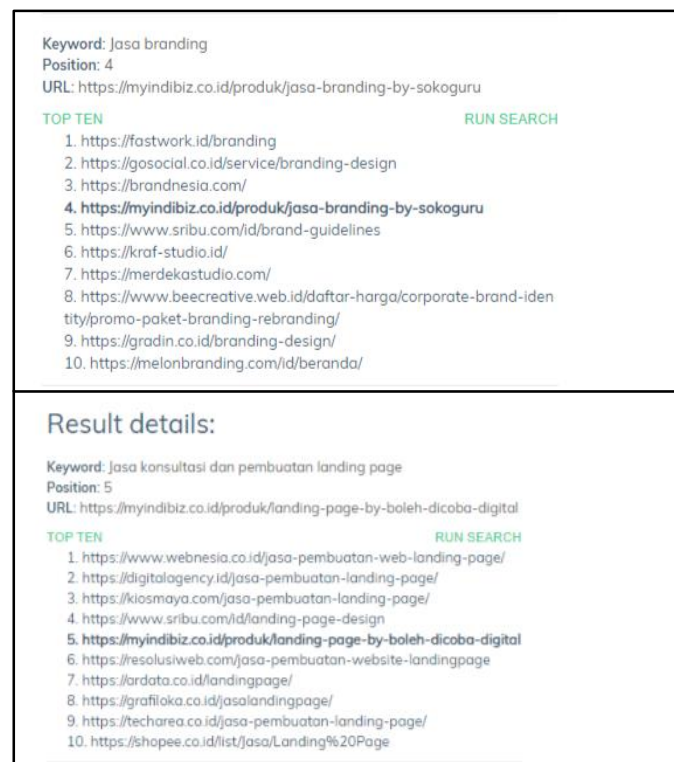 Keyword: Jasa branding
Position: 4
URL: https://myindibiz.co.id/produk/jasa-branding-by-sokoguru
TOP TEN RUN SEARCH
1. https://fastwork.id/branding
2. https://gosocial.co.id/service/branding-design
3. https://brandnesia.com/
4. https://myindibiz.co.id/produk/jasa-branding-by-sokoguru
5. https://www.sribu.com/id/brand-guidelines
6. https://kraf-studio.id/
7. https://merdekastudio.com/
8. https://www.beecreative.web.id/daftar-harga/corporate-brand-iden
tity/promo-paket-branding-rebranding/
9. https://gradin.co.id/branding-design/
10. https://melonbranding.com/id/beranda/
Result details:
Keyword: Jasa konsultasi dan pembuatan landing page
Position: 5
URL: https://myindibiz.co.id/produk/landing-page-by-boleh-dicoba-digital
TOP TEN RUN SEARCH
1. https://www.webnesia.co.id/jasa-pembuatan-web-landing-page/
2. https://digitalagency.id/jasa-pembuatan-landing-page/
3. https://kiosmaya.com/jasa-pembuatan-landing-page/
4. https://www.sribu.com/id/landing-page-design
5. https://myindibiz.co.id/produk/landing-page-by-boleh-dicoba-digital
6. https://resolusiweb.com/jasa-pembuatan-website-landingpage
7. https://ardata.co.id/landingpage/
8. https://grafiloka.co.id/jasalandingpage/
9. https://techarea.co.id/jasa-pembuatan-landing-page/
10. https://shopee.co.id/list/Jasa/Landing%20Page